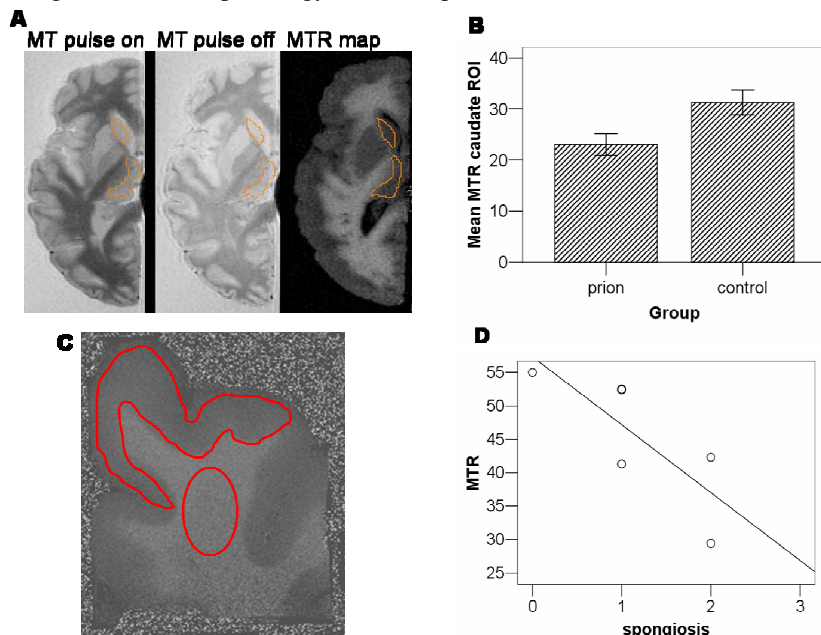 A
MT pulse on MT pulse off MTR map
B
Mean MTR caudate ROI
40
30
20
10
0
prion control
Group
C
D
MTR
55
50
45
40
35
30
25
0 1 2 3
spongiosis